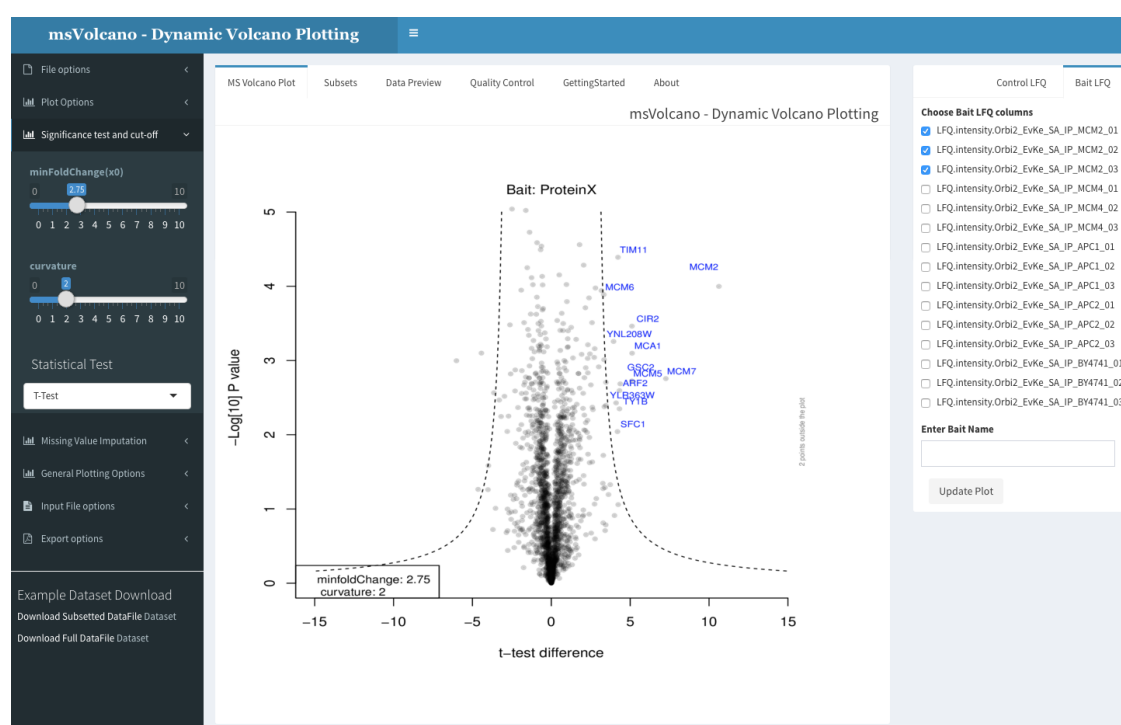 msVolcano - Dynamic Volcano Plotting
File options
Plot Options
Significance test and cut-off
minFoldChange(x0)
0 2.75 10
0 1 2 3 4 5 6 7 8 9 10
curvature
0 2 10
0 1 2 3 4 5 6 7 8 9 10
Statistical Test
T-Test
Missing Value Imputation
General Plotting Options
Input File options
Export options
Example Dataset Download
Download Subsetted DataFile Dataset
Download Full DataFile Dataset
MS Volcano Plot Subsets Data Preview Quality Control GettingStarted About
msVolcano - Dynamic Volcano Plotting
Bait: ProteinX
−Log[10] P value
5
4
3
2
1
0
TIM11
MCM2
MCM6
CIR2
YNL208W
MCA1
GSC2
MCM5 MCM7
ARF2
YLR363W
TY1B
SFC1
2 points outside the plot
minfoldChange: 2.75
curvature: 2
−15 −10 −5 0 5 10 15
t−test difference
Control LFQ Bait LFQ
Choose Bait LFQ columns
LFQ.intensity.Orbi2_EvKe_SA_IP_MCM2_01
LFQ.intensity.Orbi2_EvKe_SA_IP_MCM2_02
LFQ.intensity.Orbi2_EvKe_SA_IP_MCM2_03
LFQ.intensity.Orbi2_EvKe_SA_IP_MCM4_01
LFQ.intensity.Orbi2_EvKe_SA_IP_MCM4_02
LFQ.intensity.Orbi2_EvKe_SA_IP_MCM4_03
LFQ.intensity.Orbi2_EvKe_SA_IP_APC1_01
LFQ.intensity.Orbi2_EvKe_SA_IP_APC1_02
LFQ.intensity.Orbi2_EvKe_SA_IP_APC1_03
LFQ.intensity.Orbi2_EvKe_SA_IP_APC2_01
LFQ.intensity.Orbi2_EvKe_SA_IP_APC2_02
LFQ.intensity.Orbi2_EvKe_SA_IP_APC2_03
LFQ.intensity.Orbi2_EvKe_SA_IP_BY4741_01
LFQ.intensity.Orbi2_EvKe_SA_IP_BY4741_02
LFQ.intensity.Orbi2_EvKe_SA_IP_BY4741_03
Enter Bait Name
Update Plot